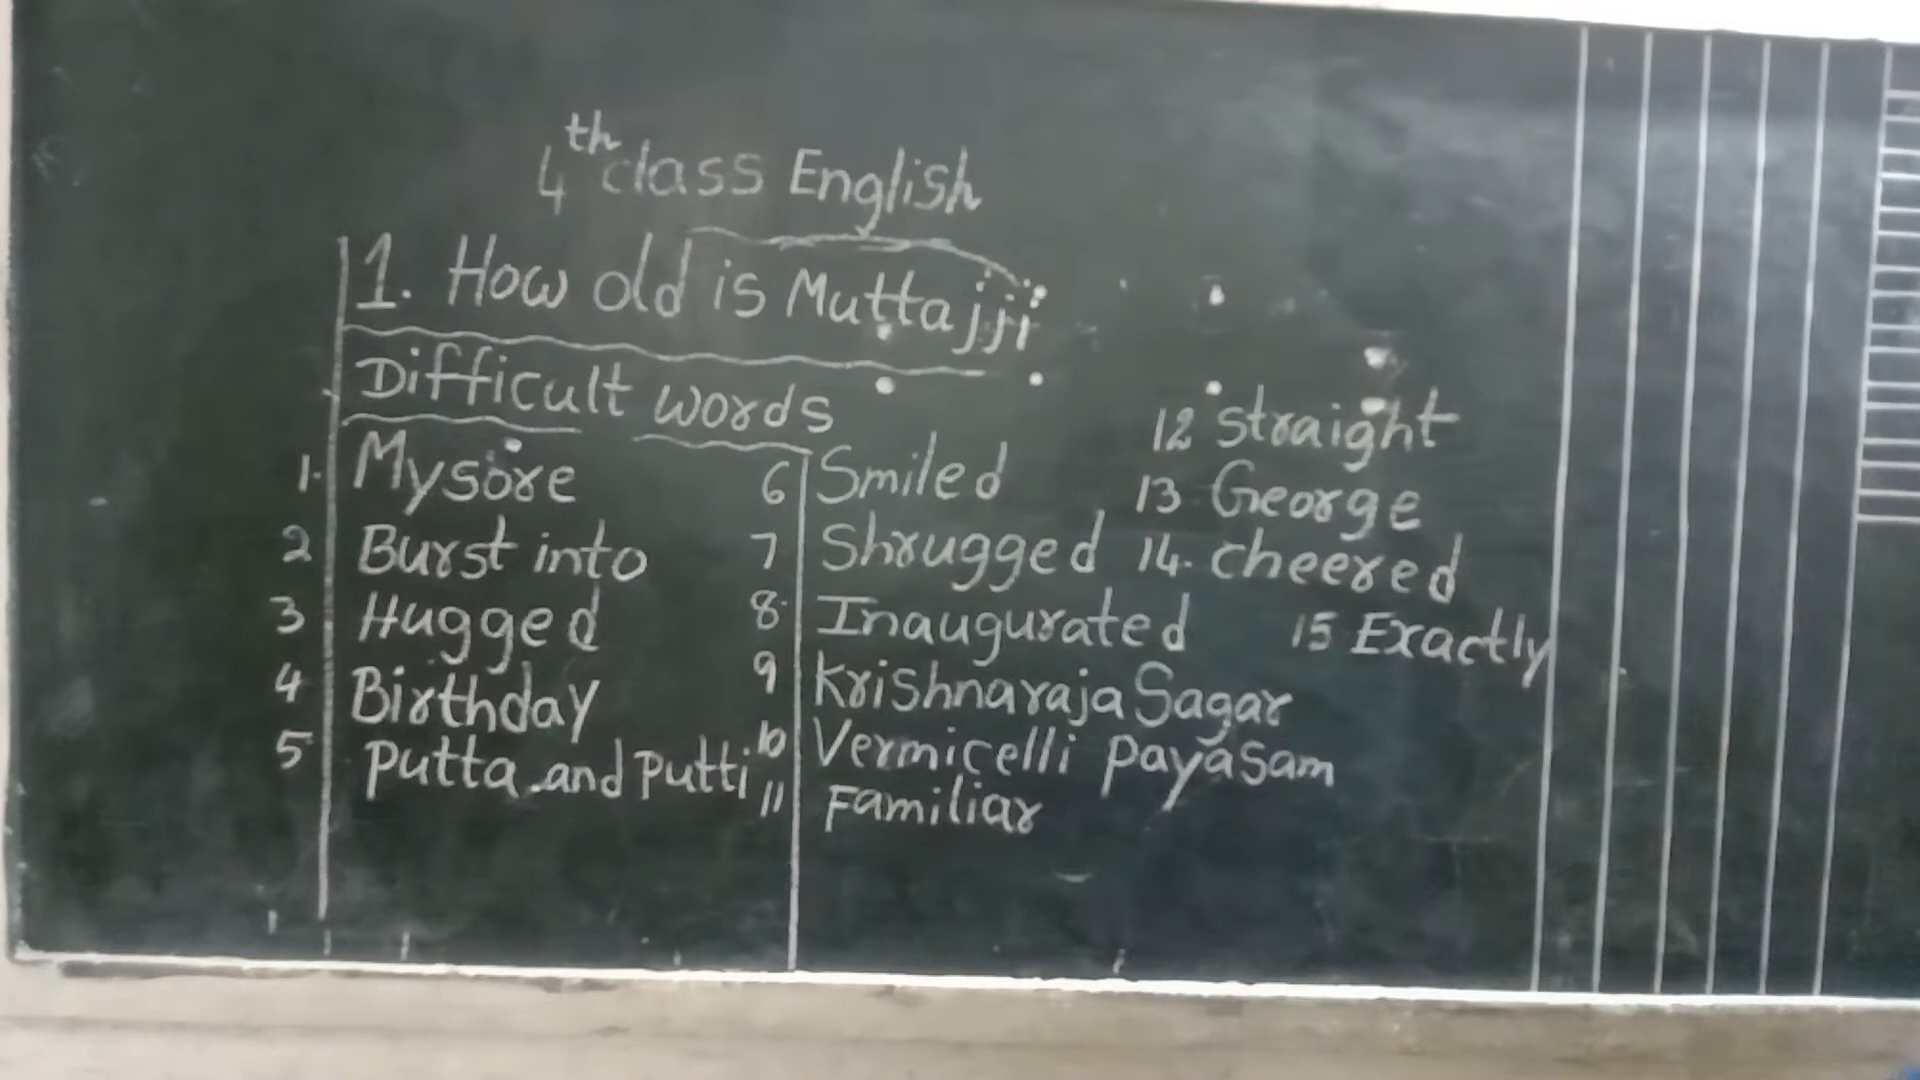 4th class English
1. How old is Muttajji
Difficult words
1. Mysore
2 Burst into
3 Hugged
4 Birthday
5 Putta and Putti
6 Smiled
7 Shrugged
8. Inaugurated
9 Krishnaraja Sagar
10 Vermicelli payasam
11 Familiar
12 straight
13 George
14. cheered
15 Exactly